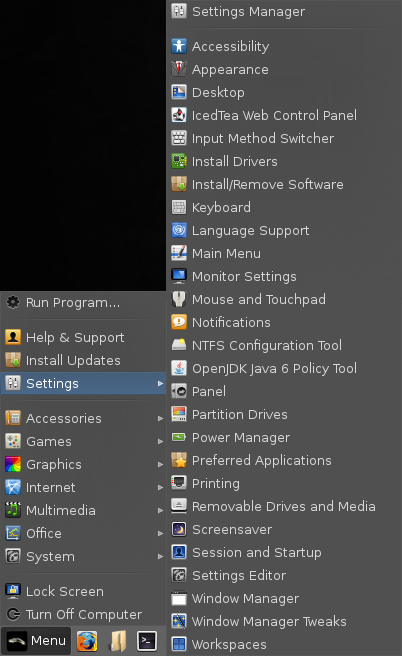 Settings Manager
Accessibility
Appearance
Desktop
IcedTea Web Control Panel
Input Method Switcher
Install Drivers
Install/Remove Software
Keyboard
Language Support
Main Menu
Monitor Settings
Mouse and Touchpad
Notifications
NTFS Configuration Tool
OpenJDK Java 6 Policy Tool
Panel
Partition Drives
Power Manager
Preferred Applications
Printing
Removable Drives and Media
Screensaver
Session and Startup
Settings Editor
Window Manager
Window Manager Tweaks
Workspaces
Run Program...
Help & Support
Install Updates
Settings
Accessories
Games
Graphics
Internet
Multimedia
Office
System
Lock Screen
Turn Off Computer
Menu